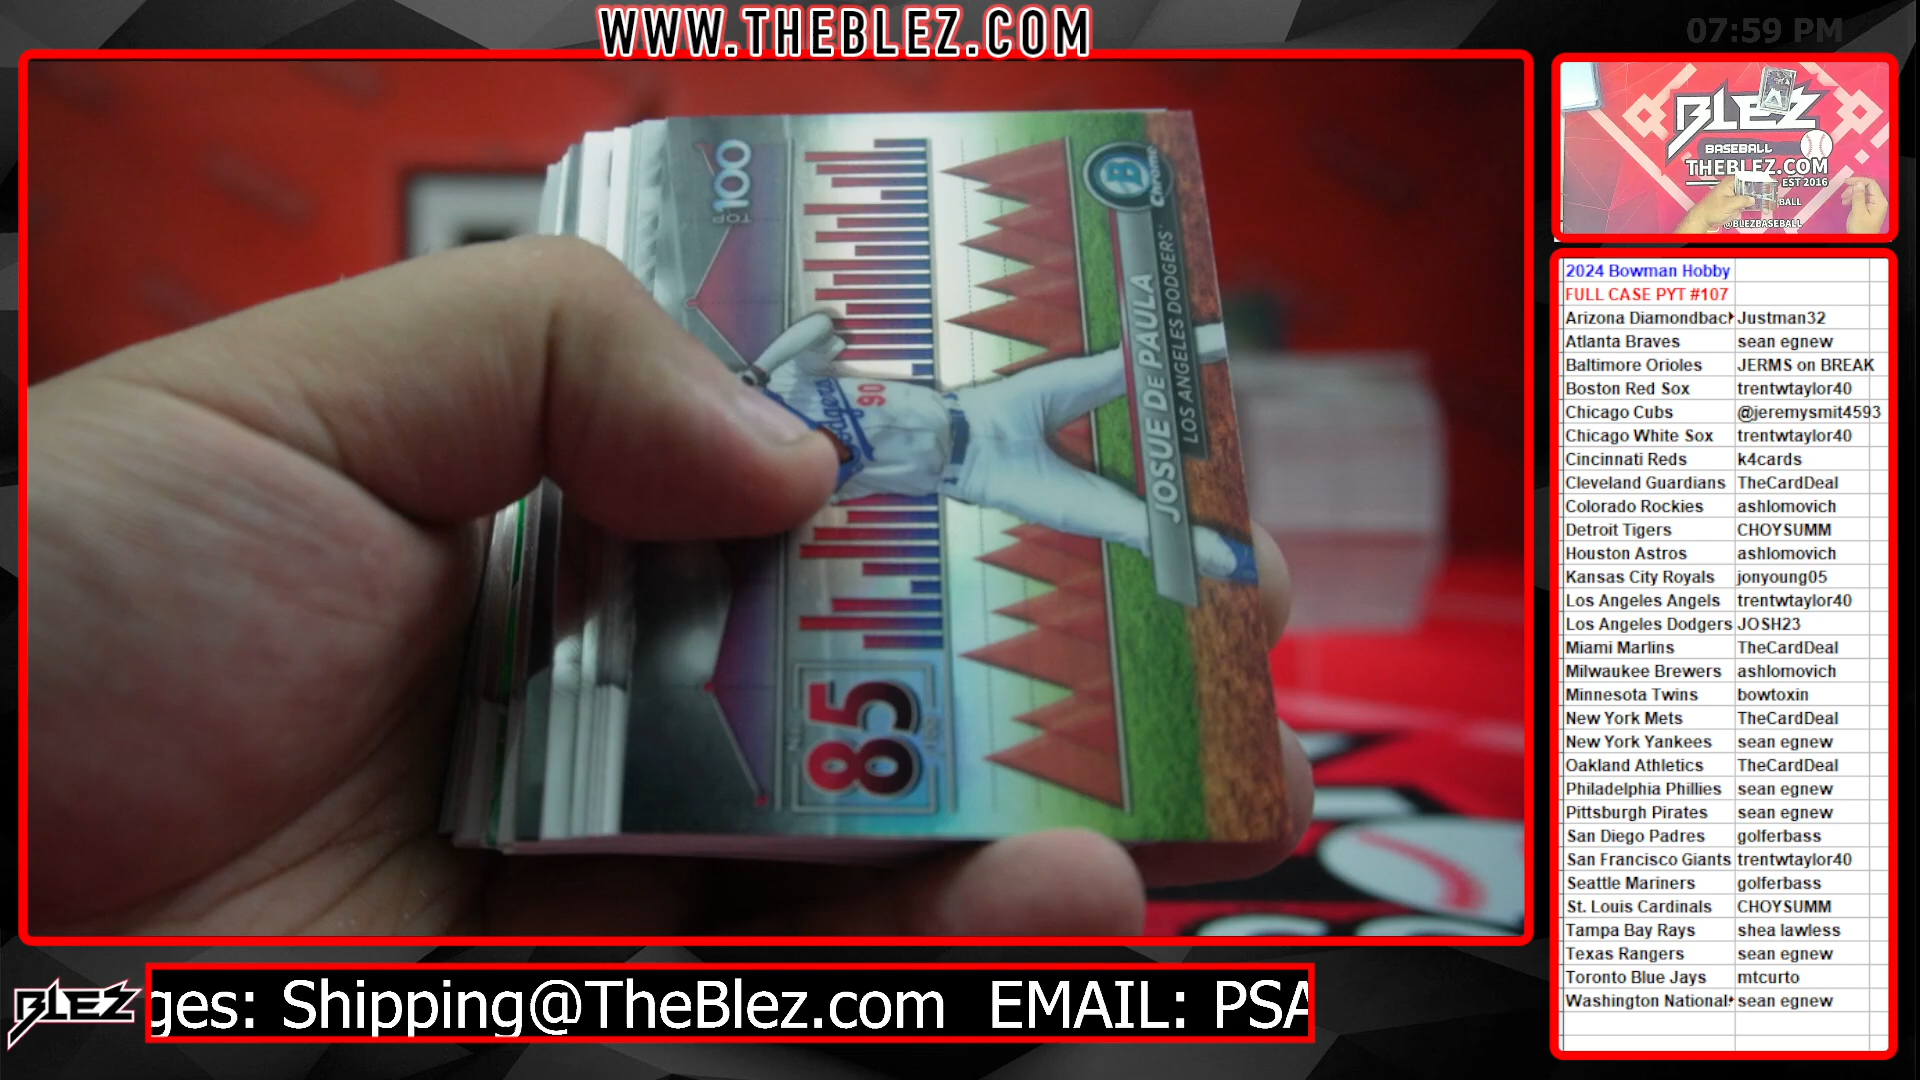 WWW.THEBLEZ.COM
07:59 PM
TOP 100
85
Chrome
JOSUE DE PAULA
LOS ANGELES DODGERS
Dodgers
90
BLEZ
BASEBALL
THEBLEZ.COM
EST 2016
BALL
@BLEZBASEBALL
2024 Bowman Hobby
FULL CASE PYT #107
Arizona Diamondback Justman32
Atlanta Braves sean egnew
Baltimore Orioles JERMS on BREAK
Boston Red Sox trentwtaylor40
Chicago Cubs @jeremysmit4593
Chicago White Sox trentwtaylor40
Cincinnati Reds k4cards
Cleveland Guardians TheCardDeal
Colorado Rockies ashlomovich
Detroit Tigers CHOYSUMM
Houston Astros ashlomovich
Kansas City Royals jonyoung05
Los Angeles Angels trentwtaylor40
Los Angeles Dodgers JOSH23
Miami Marlins TheCardDeal
Milwaukee Brewers ashlomovich
Minnesota Twins bowtoxin
New York Mets TheCardDeal
New York Yankees sean egnew
Oakland Athletics TheCardDeal
Philadelphia Phillies sean egnew
Pittsburgh Pirates sean egnew
San Diego Padres golferbass
San Francisco Giants trentwtaylor40
Seattle Mariners golferbass
St. Louis Cardinals CHOYSUMM
Tampa Bay Rays shea lawless
Texas Rangers sean egnew
Toronto Blue Jays mtcurto
Washington National sean egnew
BLEZ
ges: Shipping@TheBlez.com EMAIL: PSA